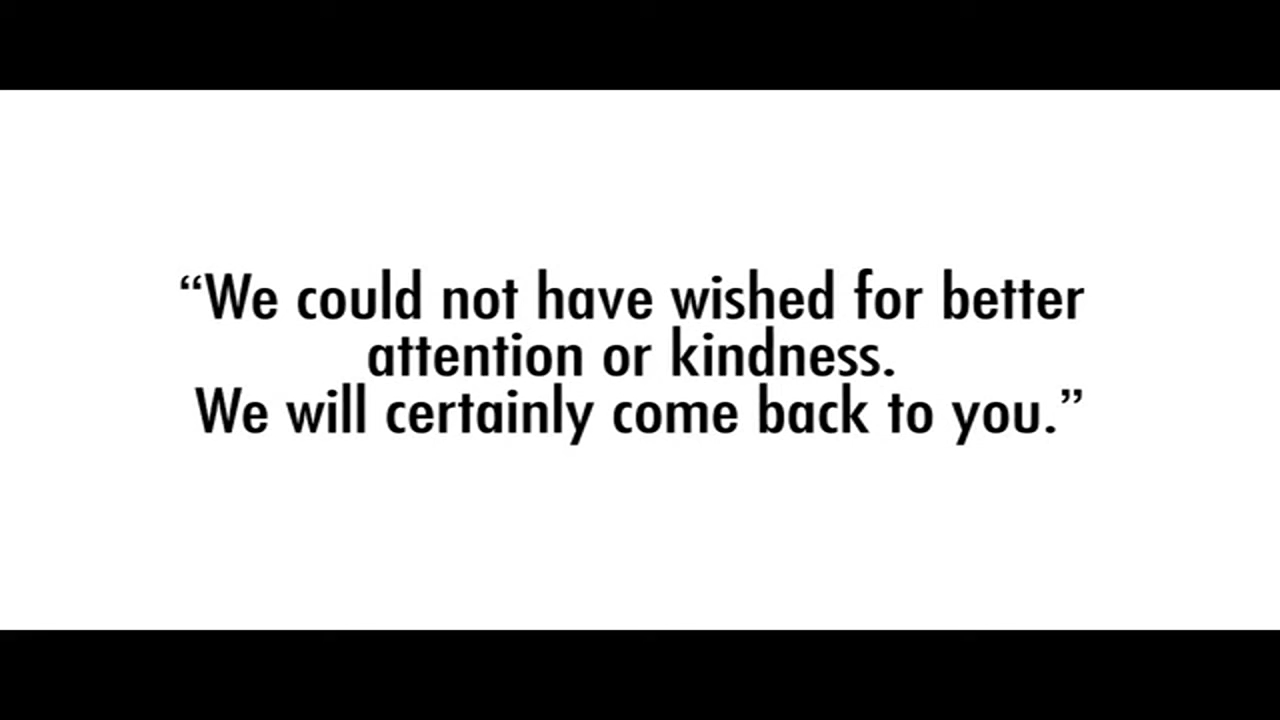 “We could not have wished for better
attention or kindness.
We will certainly come back to you.”